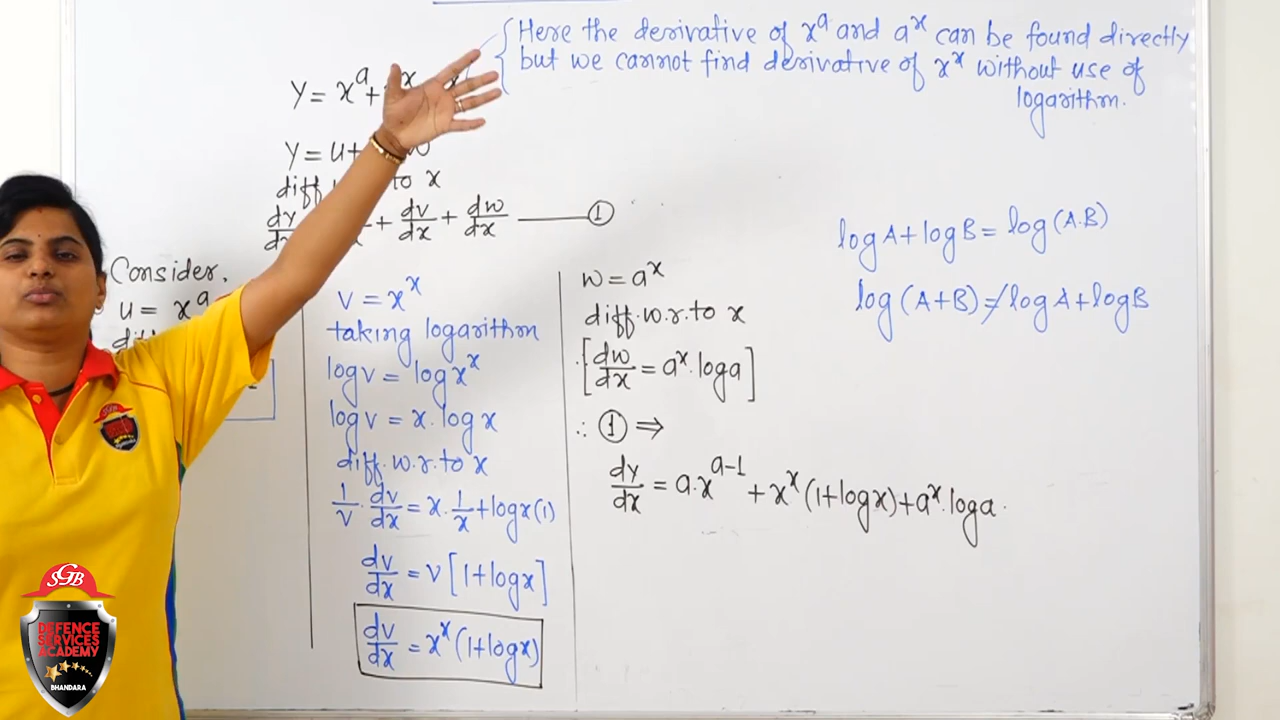 Here the derivative of x^a and a^x can be found directly
but we cannot find derivative of x^x without use of
logarithm.
Y = x^a +
Y = u+
diff to x
+ dv/dx + dw/dx ——— ①
Consider,
u = x^a
v = x^x
taking logarithm
log v = log x^x
log v = x. log x
diff. w.r. to x
1/v · dv/dx = x · 1/x + log x (1)
dv/dx = v [1+log x]
dv/dx = x^x (1+log x)
w = a^x
diff. w.r. to x
[dw/dx = a^x · log a]
∴ ① ⇒
dy/dx = a·x^(a-1) + x^x (1+log x) + a^x · log a ·
log A + log B = log (A·B)
log (A+B) ≠ log A + log B
SGB
DEFENCE
SERVICES
ACADEMY
BHANDARA